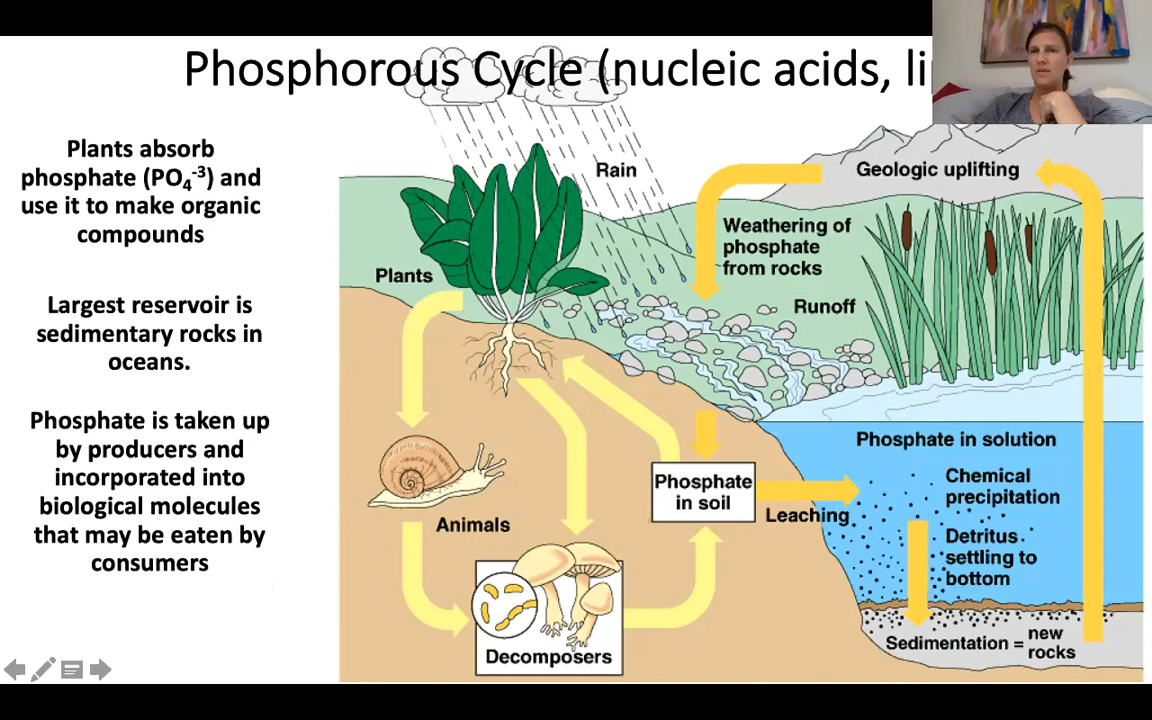 Phosphorous Cycle (nucleic acids,
Plants absorb
phosphate (PO₄⁻³) and
use it to make organic
compounds
Largest reservoir is
sedimentary rocks in
oceans.
Phosphate is taken up
by producers and
incorporated into
biological molecules
that may be eaten by
consumers
Rain
Geologic uplifting
Weathering of
phosphate
from rocks
Plants
Runoff
Phosphate in solution
Chemical
precipitation
Phosphate
in soil
Leaching
Animals
Detritus
settling to
bottom
Decomposers
Sedimentation = new
rocks